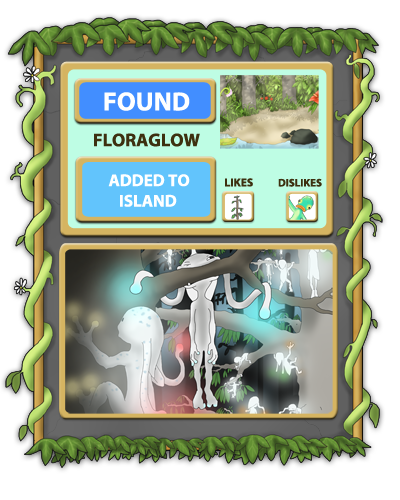 FOUND
FLORAGLOW
ADDED TO
ISLAND
LIKES
DISLIKES